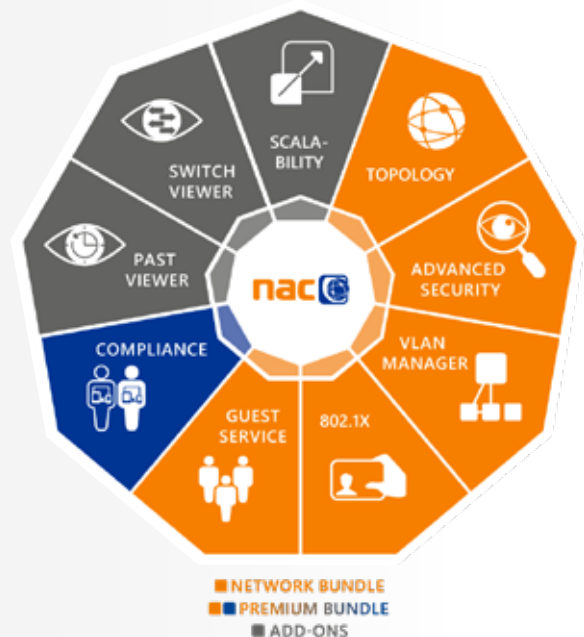 SCALA-
BILITY
TOPOLOGY
ADVANCED
SECURITY
VLAN
MANAGER
802.1X
GUEST
SERVICE
COMPLIANCE
PAST
VIEWER
SWITCH
VIEWER
nac
NETWORK BUNDLE
PREMIUM BUNDLE
ADD-ONS